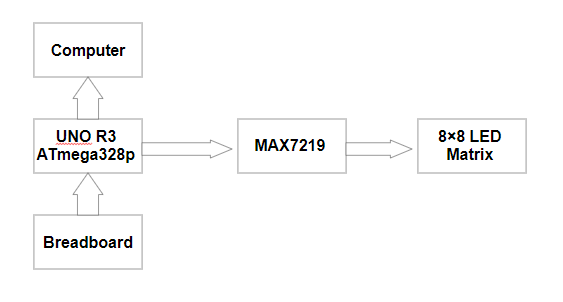 Computer
UNO R3
ATmega328p
MAX7219
8×8 LED
Matrix
Breadboard